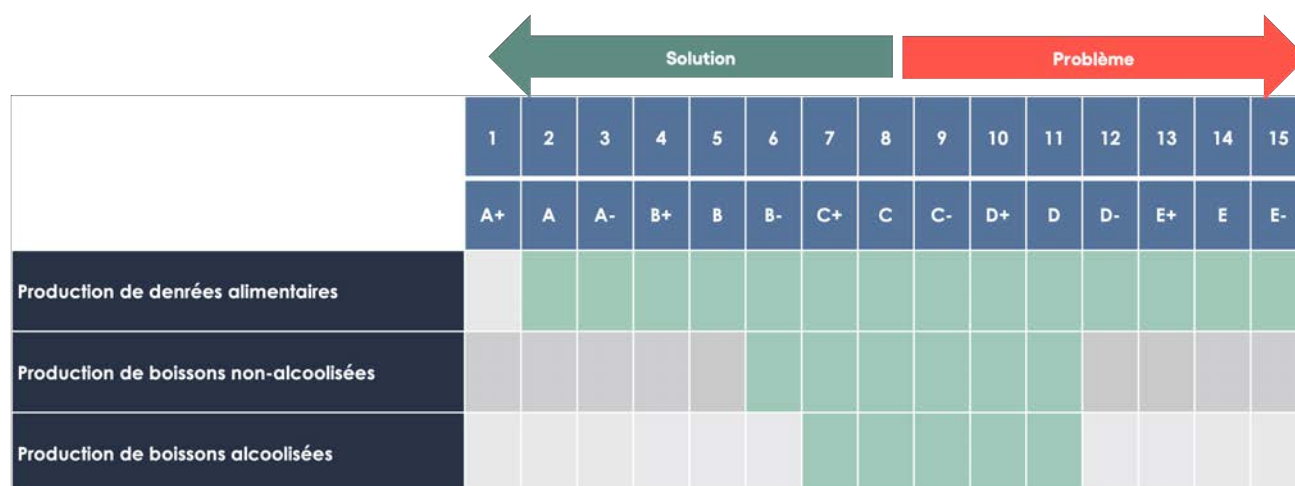 Solution Problème
1 2 3 4 5 6 7 8 9 10 11 12 13 14 15
A+ A A- B+ B B- C+ C C- D+ D D- E+ E E-
Production de denrées alimentaires
Production de boissons non-alcoolisées
Production de boissons alcoolisées